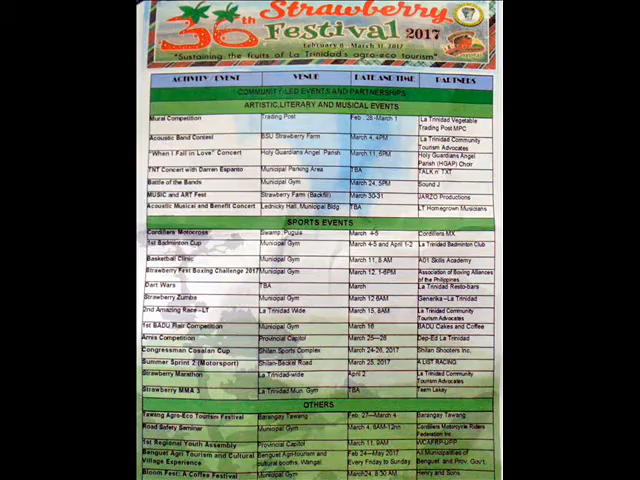 36th Strawberry
Festival 2017
February 6 - March 31, 2017
"Sustaining the fruits of La Trinidad's agro-eco tourism"
ACTIVITY/ EVENT VENUE DATE AND TIME PARTNERS
COMMUNITY-LED EVENTS AND PARTNERSHIPS
ARTISTIC, LITERARY AND MUSICAL EVENTS
Mural Competition Trading Post Feb . 28 -March 1 La Trinidad Vegetable
Trading Post MPC
Acoustic Band Contest BSU Strawberry Farm March 4, 4PM La Trinidad Community
Tourism Advocates
"When I Fall in Love" Concert Holy Guardians Angel Parish March 11, 6PM Holy Guardians Angel
Parish (HGAP) Choir
TNT Concert with Darren Espanto Municipal Parking Area TBA TALK n' TXT
Battle of the Bands Municipal Gym March 24, 5PM Sound J
MUSIC and ART Fest Strawberry Farm (Backfill) March 30-31 JARZO Productions
Acoustic Musical and Benefit Concert Lednicky Hall, Municipal Bldg TBA LT Homegrown Musicians
SPORTS EVENTS
Cordillera Motocross Swamp, Puguis March 4-5 Cordillera MX
1st Badminton Cup Municipal Gym March 4-5 and April 1-2 La Trinidad Badminton Club
Basketball Clinic Municipal Gym March 11, 8 AM A01 Skills Academy
Strawberry Fest Boxing Challenge 2017 Municipal Gym March 12, 1-6PM Association of Boxing Alliances
of the Philippines
Dart Wars TBA March La Trinidad Resto-bars
Strawberry Zumba Municipal Gym March 12 6AM Generika –La Trinidad
2nd Amazing Race –LT La Trinidad Wide March 15, 8AM La Trinidad Community
Tourism Advocates
1st BADU Flair Competition Municipal Gym March 16 BADU Cakes and Coffee
Arnis Competition Provincial Capitol March 25—26 Dep-Ed La Trinidad
Congressman Cosalan Cup Shilan Sports Complex March 24-26, 2017 Shilan Shooters Inc.
Summer Sprint 2 (Motorsport) Shilan-Beckel Road March 25, 2017 A LIST RACING
Strawberry Marathon La Trinidad-wide April 2 La Trinidad Community
Tourism Advocates
Strawberry MMA 3 La Trinidad Mun. Gym TBA Team Lakay
OTHERS
Tawang Agro-Eco Tourism Festival Barangay Tawang Feb. 27—March 4 Barangay Tawang
Road Safety Seminar Municipal Gym March 4, 8AM-12nn Cordillera Motorcycle Riders
Federation Inc
1st Regional Youth Assembly Provincial Capitol March 11, 9AM WCAFRP-UPP
Benguet Agri Tourism and Cultural Benguet Agri-tourism and Feb 24—May 2017 All Municipalities of
Village Experience cultural booths, Wangal Every Friday to Sunday Benguet and Prov. Gov't.
Bloom Fest: A Coffee Festival Municipal Gym March24, 8:30 AM Henry and Sons